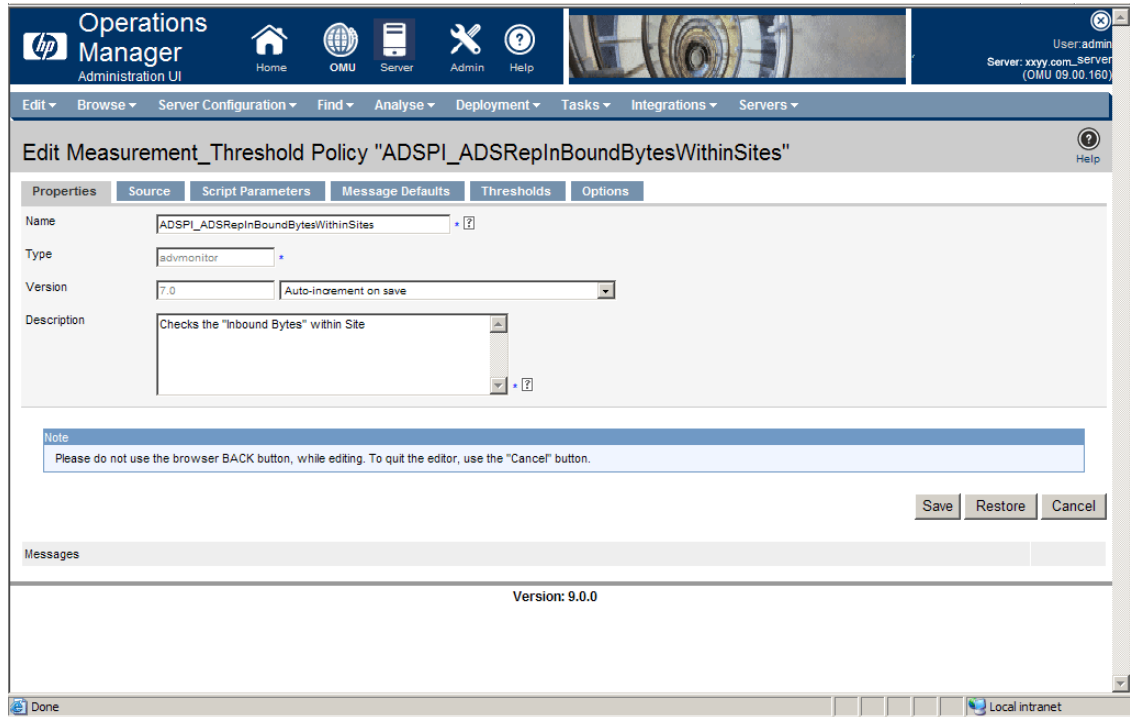 hp
Operations
Manager
Administration UI
Home
OMU
Server
Admin
Help
User:admin
Server: xxyy.com_server
(OMU 09.00.160)
Edit Browse Server Configuration Find Analyse Deployment Tasks Integrations Servers
Edit Measurement_Threshold Policy "ADSPI_ADSRepInBoundBytesWithinSites"
Help
Properties Source Script Parameters Message Defaults Thresholds Options
Name ADSPI_ADSRepInBoundBytesWithinSites * ?
Type advmonitor *
Version 7.0 Auto-increment on save
Description Checks the "Inbound Bytes" within Site
* ?
Note
Please do not use the browser BACK button, while editing. To quit the editor, use the "Cancel" button.
Save Restore Cancel
Messages
Version: 9.0.0
Done Local intranet